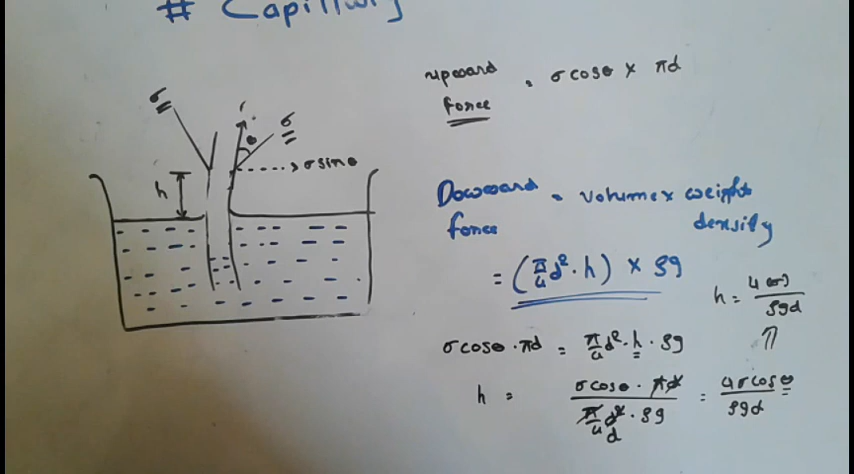 # Capillary
upward force = σ cosθ × πd
σ
σ
θ
→ σ sinθ
h
Downward force = volume × weight density
= (π/4 d² · h) × ρg
h = 4σ/ρgd
σ cosθ · πd = π/4 d² · h · ρg
h = σ cosθ · πd / π/4 d² · ρg = 4σ cosθ / ρgd
d